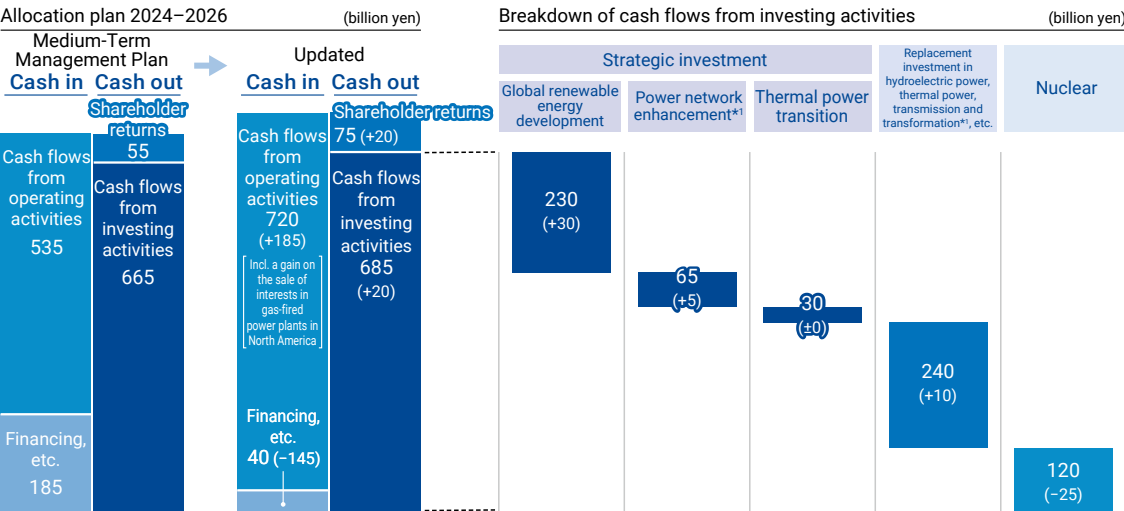 Allocation plan 2024–2026
(billion yen)
Medium-Term
Management Plan
Cash in
Cash out
Shareholder
returns
55
Cash flows
from
operating
activities
535
Cash flows
from
investing
activities
665
Financing,
etc.
185
Updated
Cash in
Cash out
Shareholder returns
75 (+20)
Cash flows
from
operating
activities
720
(+185)
Incl. a gain on
the sale of
interests in
gas-fired
power plants in
North America
Cash flows
from
investing
activities
685
(+20)
Financing,
etc.
40 (−145)
Breakdown of cash flows from investing activities
(billion yen)
Strategic investment
Global renewable
energy
development
Power network
enhancement*1
Thermal power
transition
Replacement
investment in
hydroelectric power,
thermal power,
transmission and
transformation*1, etc.
Nuclear
230
(+30)
65
(+5)
30
(±0)
240
(+10)
120
(−25)